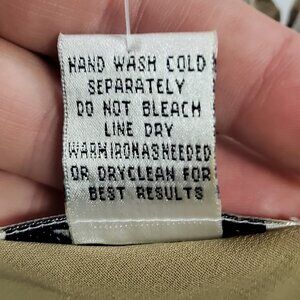 HAND WASH COLD
SEPARATELY
DO NOT BLEACH
LINE DRY
WARMIRONASNEEDED
OR DRYCLEAN FOR
BEST RESULTS